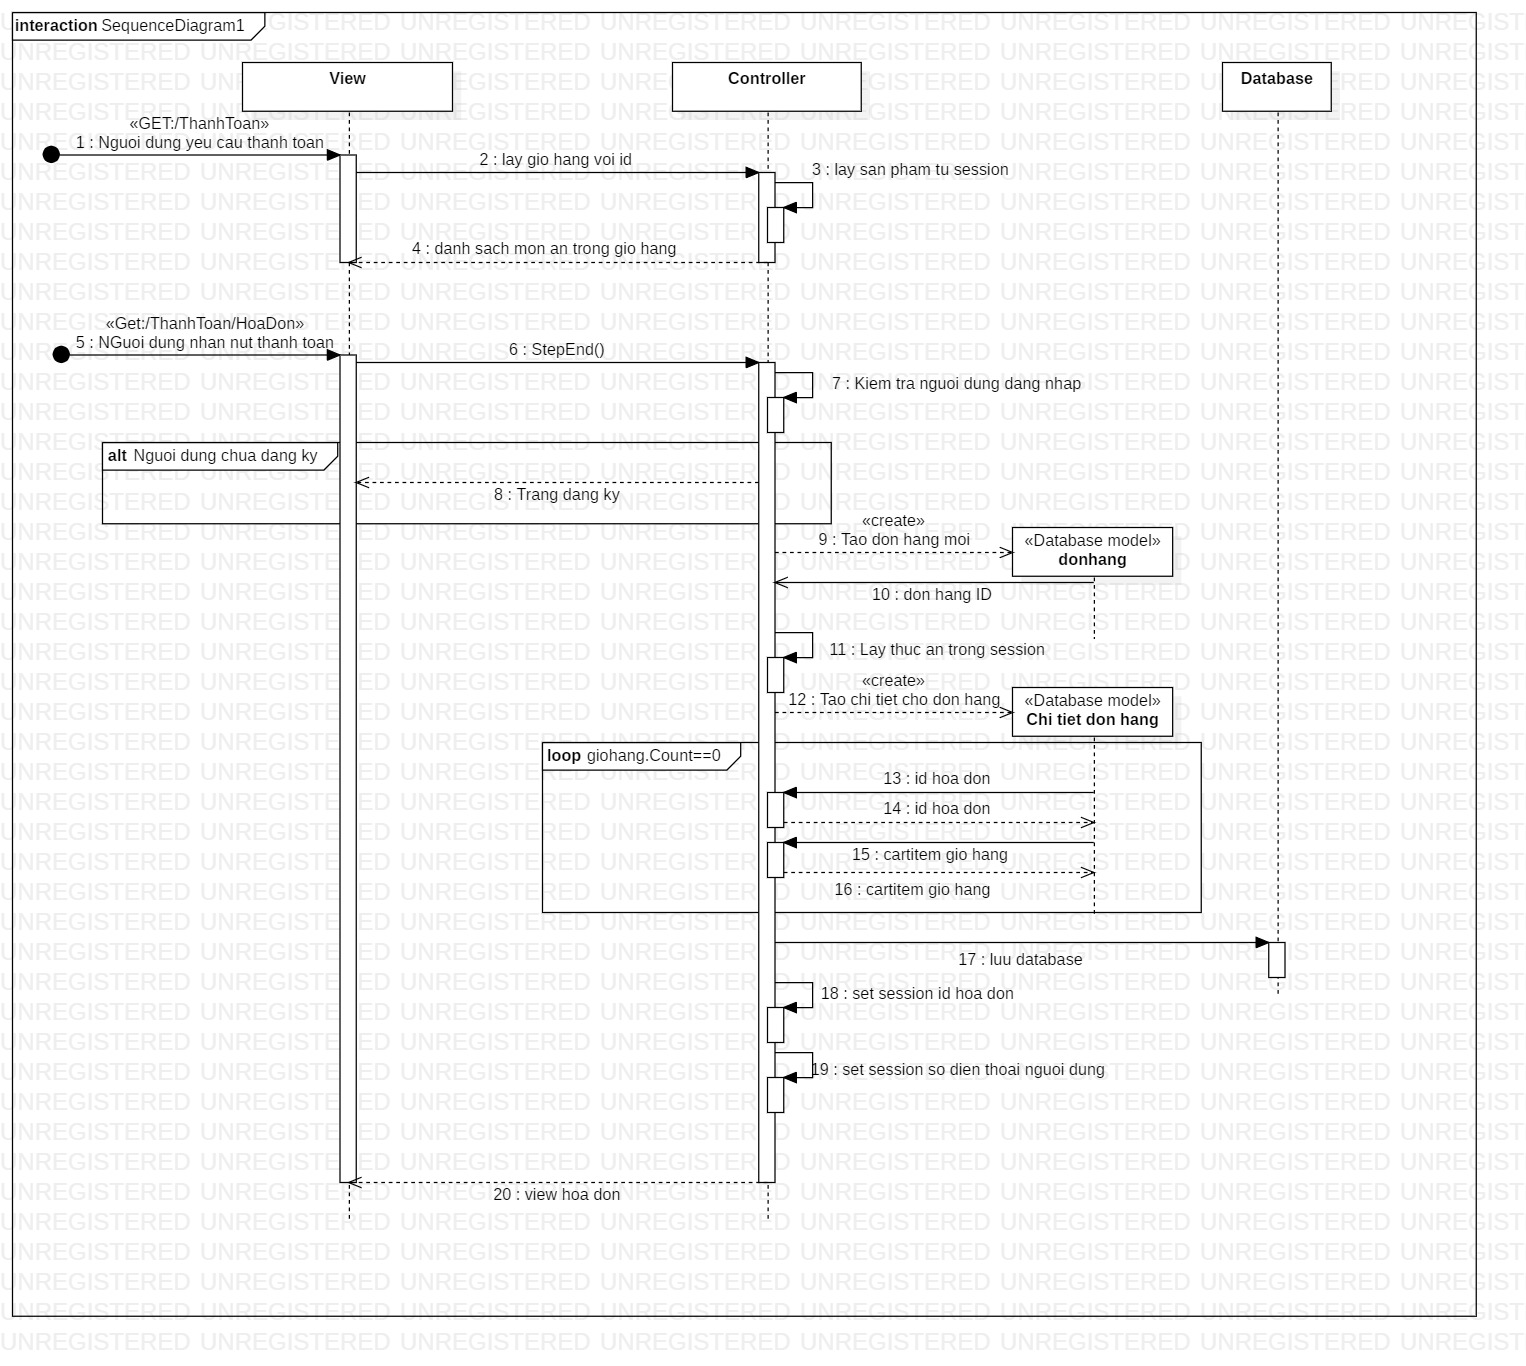 interaction SequenceDiagram1
View
Controller
Database
«GET:/ThanhToan»
1 : Nguoi dung yeu cau thanh toan
2 : lay gio hang voi id
3 : lay san pham tu session
4 : danh sach mon an trong gio hang
«Get:/ThanhToan/HoaDon»
5 : NGuoi dung nhan nut thanh toan
6 : StepEnd()
7 : Kiem tra nguoi dung dang nhap
alt Nguoi dung chua dang ky
8 : Trang dang ky
«create»
9 : Tao don hang moi
«Database model»
donhang
10 : don hang ID
11 : Lay thuc an trong session
«create»
12 : Tao chi tiet cho don hang
«Database model»
Chi tiet don hang
loop giohang.Count==0
13 : id hoa don
14 : id hoa don
15 : cartitem gio hang
16 : cartitem gio hang
17 : luu database
18 : set session id hoa don
19 : set session so dien thoai nguoi dung
20 : view hoa don
UNREGISTERED